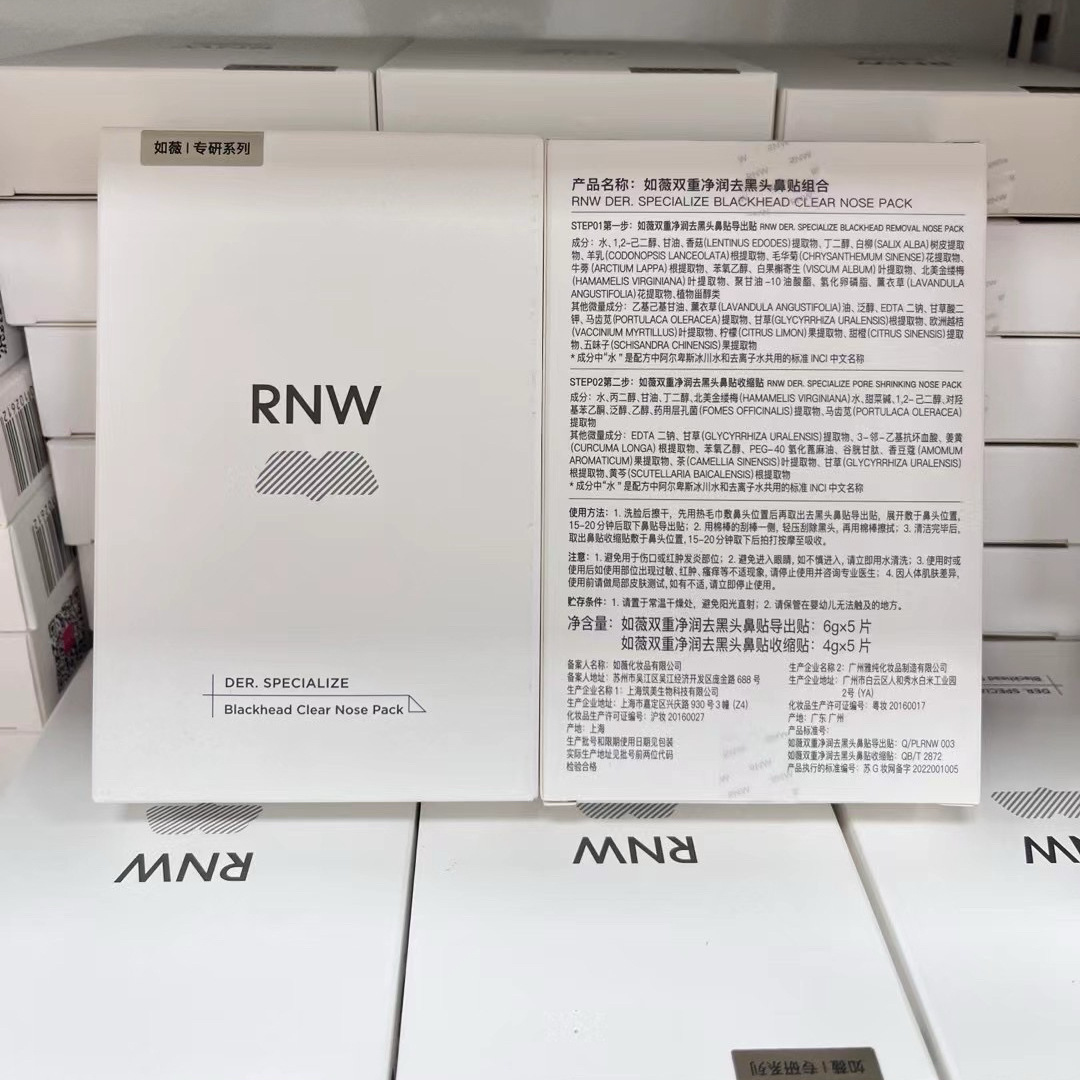 如薇 | 专研系列
RNW
DER. SPECIALIZE
Blackhead Clear Nose Pack
产品名称：如薇双重净润去黑头鼻贴组合
RNW DER. SPECIALIZE BLACKHEAD CLEAR NOSE PACK
STEP01第一步：如薇双重净润去黑头鼻贴导出贴 RNW DER. SPECIALIZE BLACKHEAD REMOVAL NOSE PACK
成分：水、1,2-己二醇、甘油、香菇(LENTINUS EDODES)提取物、丁二醇、白柳(SALIX ALBA)树皮提取
物、羊乳(CODONOPSIS LANCEOLATA)根提取物、毛华菊(CHRYSANTHEMUM SINENSE)花提取物、
牛蒡(ARCTIUM LAPPA)根提取物、苯氧乙醇、白果槲寄生(VISCUM ALBUM)叶提取物、北美金缕梅
(HAMAMELIS VIRGINIANA)叶提取物、聚甘油-10油酸酯、氢化卵磷脂、薰衣草(LAVANDULA
ANGUSTIFOLIA)花提取物、植物甾醇类
其他微量成分：乙基己基甘油、薰衣草(LAVANDULA ANGUSTIFOLIA)油、泛醇、EDTA二钠、甘草酸二
钾、马齿苋(PORTULACA OLERACEA)提取物、甘草(GLYCYRRHIZA URALENSIS)根提取物、欧洲越桔
(VACCINIUM MYRTILLUS)叶提取物、柠檬(CITRUS LIMON)果提取物、甜橙(CITRUS SINENSIS)提取
物、五味子(SCHISANDRA CHINENSIS)果提取物
*成分中“水”是配方中阿尔卑斯冰川水和去离子水共用的标准 INCI 中文名称
STEP02第二步：如薇双重净润去黑头鼻贴收缩贴 RNW DER. SPECIALIZE PORE SHRINKING NOSE PACK
成分：水、丙二醇、甘油、丁二醇、北美金缕梅(HAMAMELIS VIRGINIANA)水、甜菜碱、1,2-己二醇、对羟
基苯乙酮、泛醇、乙醇、药用层孔菌(FOMES OFFICINALIS)提取物、马齿苋(PORTULACA OLERACEA)
提取物
其他微量成分：EDTA 二钠、甘草(GLYCYRRHIZA URALENSIS)提取物、3-邻-乙基抗坏血酸、姜黄
(CURCUMA LONGA)根提取物、苯氧乙醇、PEG-40 氢化蓖麻油、谷胱甘肽、香豆蔻(AMOMUM
AROMATICUM)果提取物、茶(CAMELLIA SINENSIS)叶提取物、甘草(GLYCYRRHIZA URALENSIS)
根提取物、黄芩(SCUTELLARIA BAICALENSIS)根提取物
*成分中“水”是配方中阿尔卑斯冰川水和去离子水共用的标准 INCI 中文名称
使用方法：1. 洗脸后擦干，先用热毛巾敷鼻头位置后再取出去黑头鼻贴导出贴，展开敷于鼻头位置，
15-20分钟后取下鼻贴导出贴；2. 用棉棒的刮棒一侧，轻压刮除黑头，再用棉棒擦拭；3. 清洁完毕后，
取出鼻贴收缩贴敷于鼻头位置，15-20分钟取下后拍打按摩至吸收。
注意：1. 避免用于伤口或红肿发炎部位；2. 避免进入眼睛，如不慎进入，请立即用水清洗；3. 使用时或
使用后如使用部位出现过敏、红肿、瘙痒等不适现象，请停止使用并咨询专业医生；4. 因人体肌肤差异，
使用前请做局部皮肤测试，如有不适，请立即停止使用。
贮存条件：1. 请置于常温干燥处，避免阳光直射；2. 请保管在婴幼儿无法触及的地方。
净含量：如薇双重净润去黑头鼻贴导出贴：6g×5片
如薇双重净润去黑头鼻贴收缩贴：4g×5片
备案人名称：如薇化妆品有限公司
备案人地址：苏州市吴江区吴江经济开发区庞金路 688 号
生产企业名称1：上海筑美生物科技有限公司
生产企业地址：上海市嘉定区兴庆路 930 号 3 幢 (Z4)
化妆品生产许可证编号：沪妆 20160027
产地：上海
生产批号和限期使用日期见包装
实际生产地址见批号前两位代码
检验合格
生产企业名称 2：广州雅纯化妆品制造有限公司
生产企业地址：广州市白云区人和秀水白米工业园
2号 (YA)
化妆品生产许可证编号：粤妆 20160017
产地：广东 广州
产品标准号：
如薇双重净润去黑头鼻贴导出贴：Q/PLRNW 003
如薇双重净润去黑头鼻贴收缩贴：QB/T 2872
产品执行的标准编号：苏 G 妆网备字 2022001005
RNW
RNW
如薇 | 专研系列